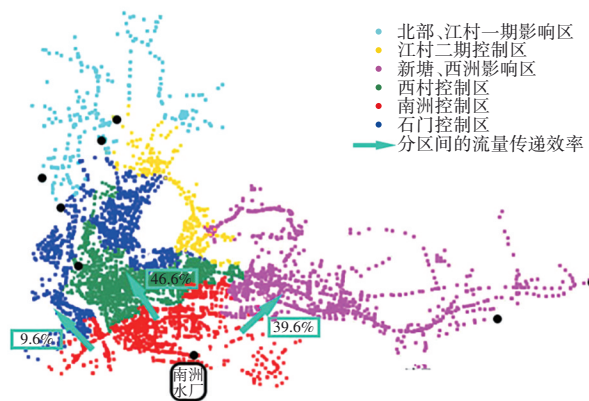 北部、江村一期影响区
江村二期控制区
新塘、西洲影响区
西村控制区
南洲控制区
石门控制区
分区间的流量传递效率
46.6%
9.6%
39.6%
南洲
水厂